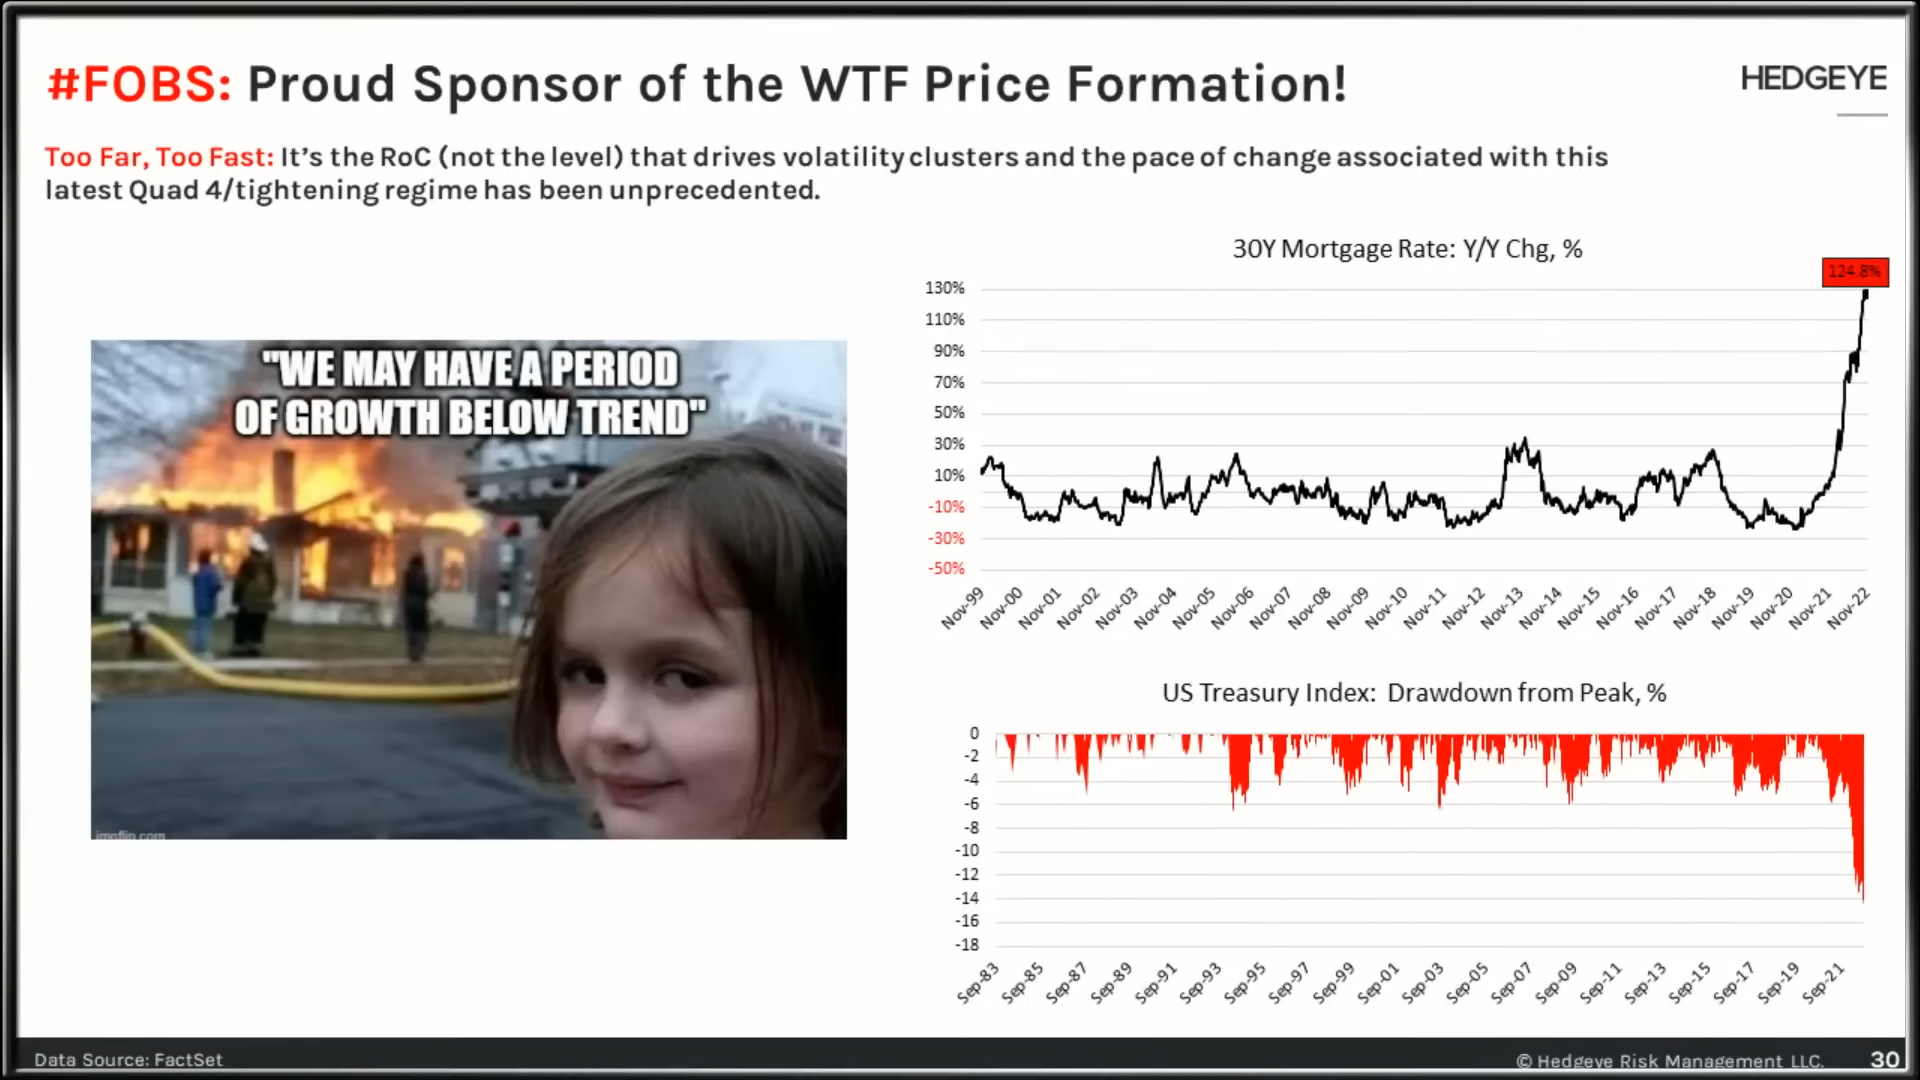 #FOBS: Proud Sponsor of the WTF Price Formation!
HEDGEYE
Too Far, Too Fast: It's the RoC (not the level) that drives volatility clusters and the pace of change associated with this
latest Quad 4/tightening regime has been unprecedented.
"WE MAY HAVE A PERIOD
OF GROWTH BELOW TREND"
imgflip.com
30Y Mortgage Rate: Y/Y Chg, %
124.8%
130%
110%
90%
70%
50%
30%
10%
-10%
-30%
-50%
Nov-99
Nov-00
Nov-01
Nov-02
Nov-03
Nov-04
Nov-05
Nov-06
Nov-07
Nov-08
Nov-09
Nov-10
Nov-11
Nov-12
Nov-13
Nov-14
Nov-15
Nov-16
Nov-17
Nov-18
Nov-19
Nov-20
Nov-21
Nov-22
US Treasury Index: Drawdown from Peak, %
0
-2
-4
-6
-8
-10
-12
-14
-16
-18
Sep-83
Sep-85
Sep-87
Sep-89
Sep-91
Sep-93
Sep-95
Sep-97
Sep-99
Sep-01
Sep-03
Sep-05
Sep-07
Sep-09
Sep-11
Sep-13
Sep-15
Sep-17
Sep-19
Sep-21
Data Source: FactSet
© Hedgeye Risk Management LLC.
30